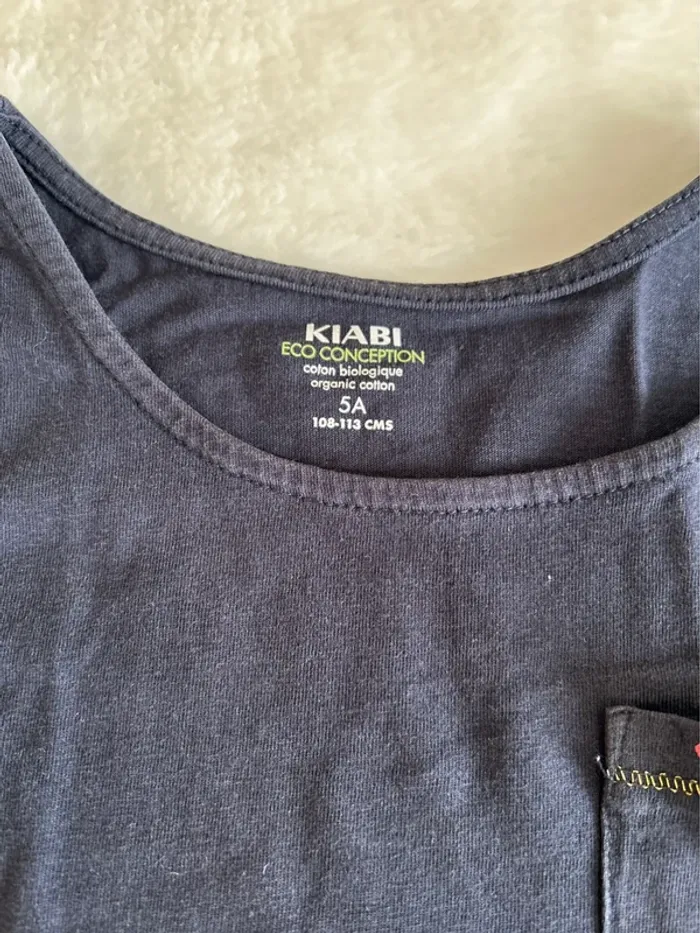 KIABI
ECO CONCEPTION
coton biologique
organic cotton
5A
108-113 CMS